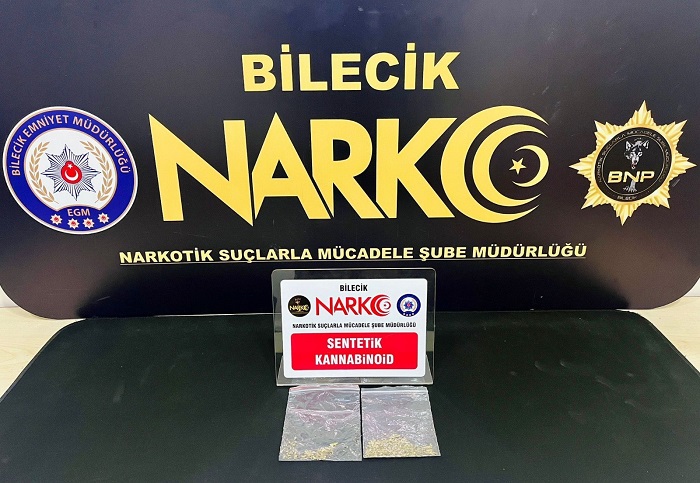 BİLECİK
NARKO
BİLECİK EMNİYET MÜDÜRLÜĞÜ
EGM
BNP
NARKOTİK SUÇLARLA MÜCADELE ŞUBE MÜDÜRLÜĞÜ
BİLECİK
NARKO
NARKO
NARKOTİK SUÇLARLA MÜCADELE ŞUBE MÜDÜRLÜĞÜ
SENTETİK
KANNABİNOİD